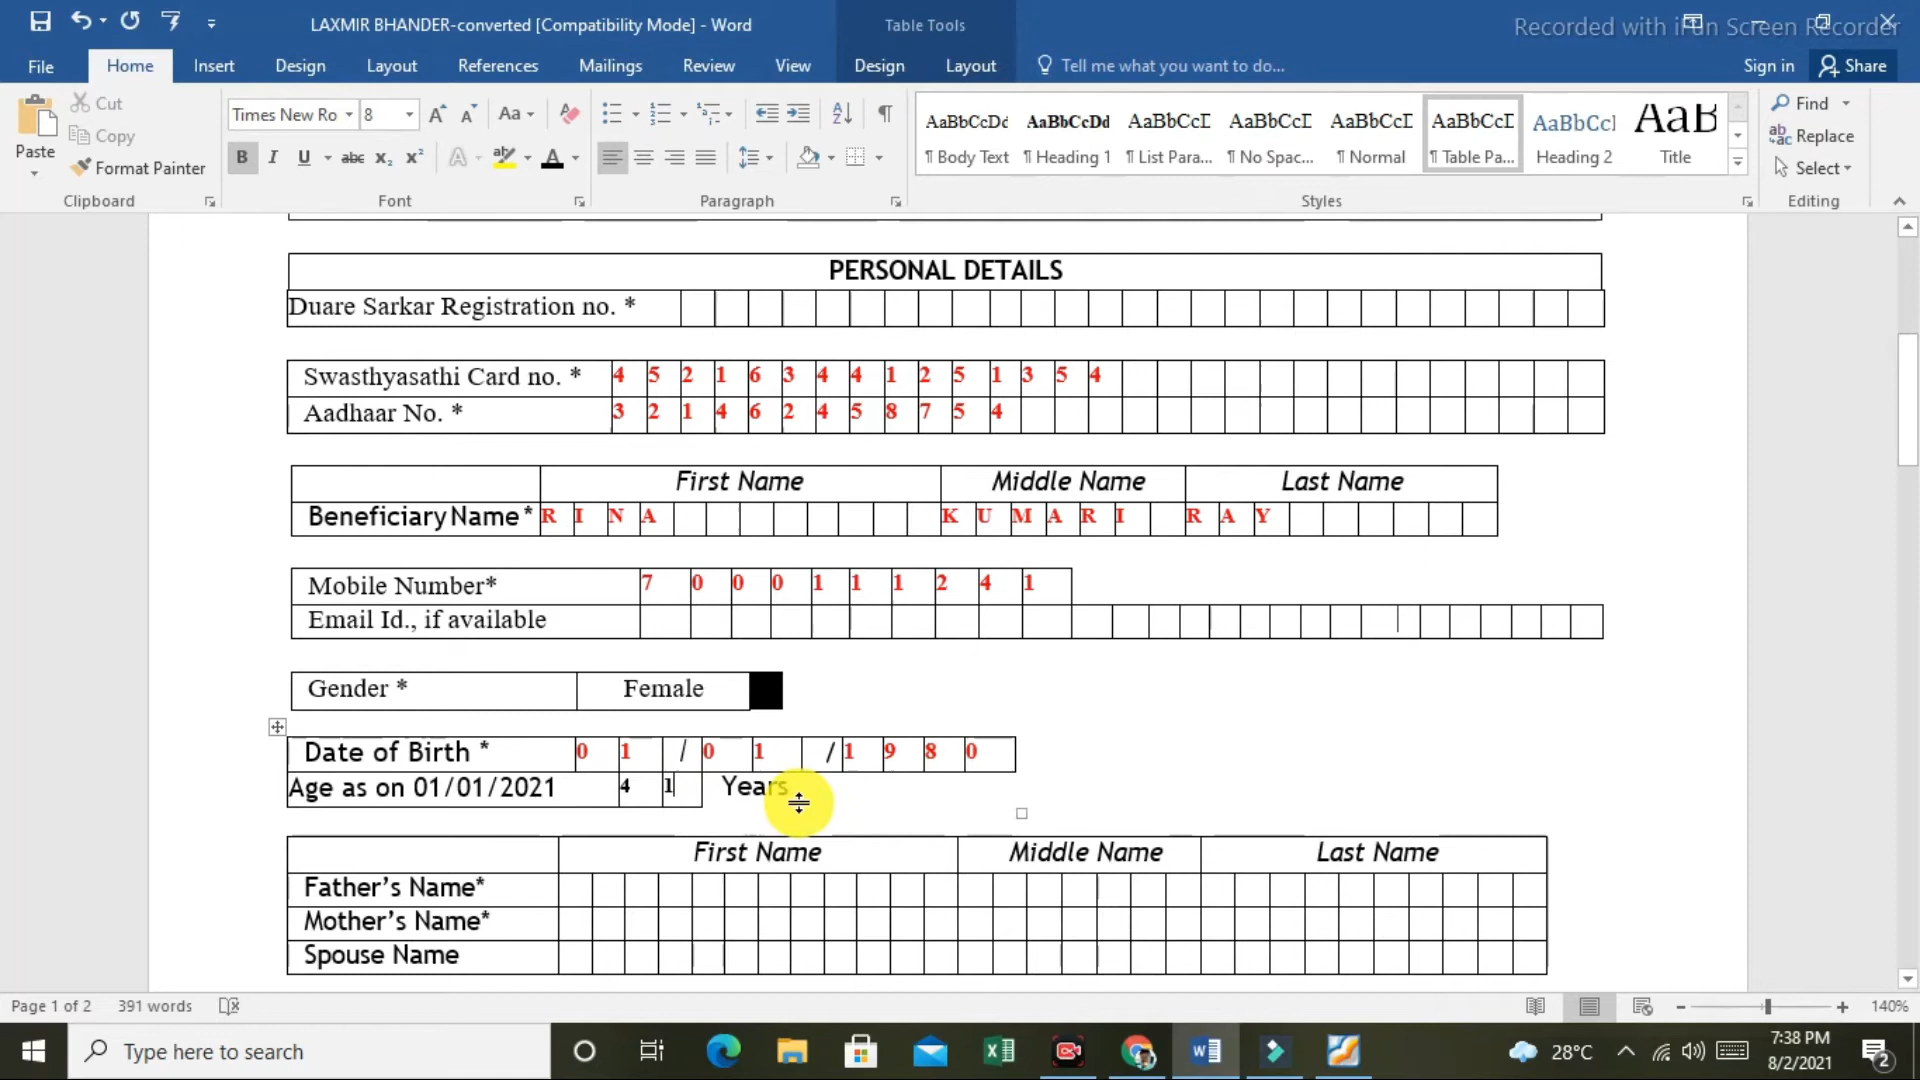 LAXMIR BHANDER-converted [Compatibility Mode] - Word
Table Tools
Recorded with iFun Screen Recorder
File Home Insert Design Layout References Mailings Review View Design Layout Tell me what you want to do... Sign in Share
Paste
Cut
Copy
Format Painter
Clipboard
Times New Ro 8
Font
Paragraph
AaBbCcDd AaBbCcDd AaBbCcE AaBbCcE AaBbCcE AaBbCcE AaBbCcI AaB
¶ Body Text ¶ Heading 1 ¶ List Para... ¶ No Spac... ¶ Normal ¶ Table Pa... Heading 2 Title
Styles
Find
Replace
Select
Editing
PERSONAL DETAILS
Duare Sarkar Registration no. *
Swasthyasathi Card no. * 4 5 2 1 6 3 4 4 1 2 5 1 3 5 4
Aadhaar No. * 3 2 1 4 6 2 4 5 8 7 5 4
First Name Middle Name Last Name
Beneficiary Name* R I N A K U M A R I R A Y
Mobile Number* 7 0 0 0 1 1 1 2 4 1
Email Id., if available
Gender * Female
Date of Birth * 0 1 / 0 1 / 1 9 8 0
Age as on 01/01/2021 4 1 Years
First Name Middle Name Last Name
Father’s Name*
Mother’s Name*
Spouse Name
Page 1 of 2 391 words 140%
Type here to search
28°C
7:38 PM
8/2/2021
2